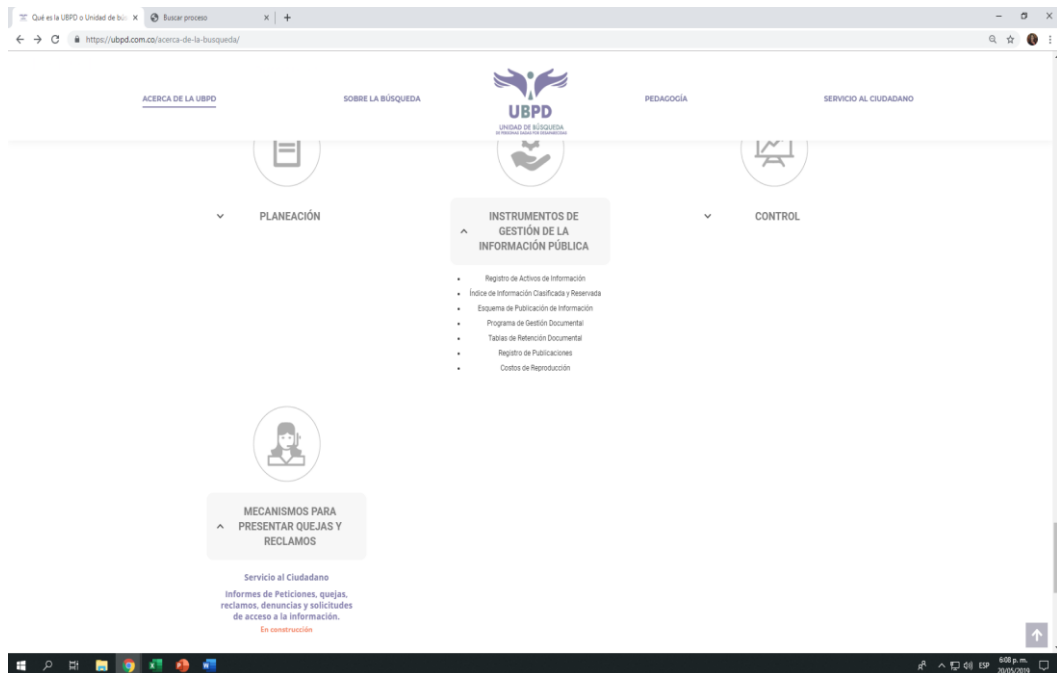 Qué es la UBPD o Unidad de bús
Buscar proceso
https://ubpd.com.co/acerca-de-la-busqueda/
ACERCA DE LA UBPD
SOBRE LA BÚSQUEDA
UBPD
UNIDAD DE BÚSQUEDA
DE PERSONAS DADAS POR DESAPARECIDAS
PEDAGOGÍA
SERVICIO AL CIUDADANO
PLANEACIÓN
INSTRUMENTOS DE
GESTIÓN DE LA
INFORMACIÓN PÚBLICA
CONTROL
• Registro de Activos de Información
• Índice de Información Clasificada y Reservada
• Esquema de Publicación de Información
• Programa de Gestión Documental
• Tablas de Retención Documental
• Registro de Publicaciones
• Costos de Reproducción
MECANISMOS PARA
PRESENTAR QUEJAS Y
RECLAMOS
Servicio al Ciudadano
Informes de Peticiones, quejas,
reclamos, denuncias y solicitudes
de acceso a la información.
En construcción
ESP
6:08 p. m.
20/05/2019